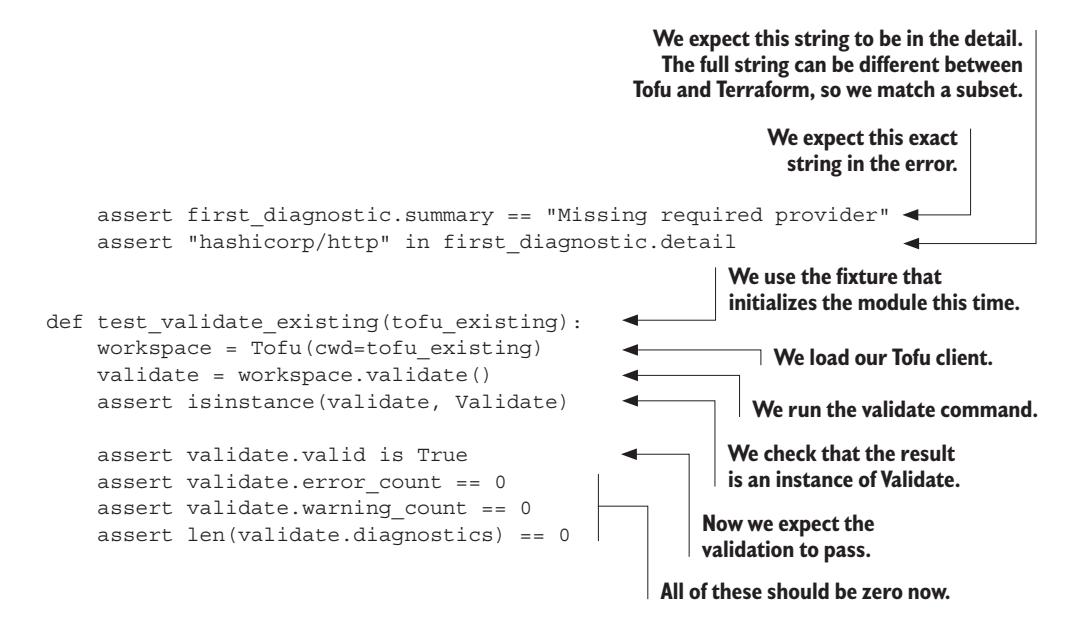 We expect this string to be in the detail.
The full string can be different between
Tofu and Terraform, so we match a subset.
We expect this exact
string in the error.
assert first_diagnostic.summary == "Missing required provider"
assert "hashicorp/http" in first_diagnostic.detail
We use the fixture that
initializes the module this time.
def test_validate_existing(tofu_existing):
workspace = Tofu(cwd=tofu_existing)
We load our Tofu client.
validate = workspace.validate()
We run the validate command.
assert isinstance(validate, Validate)
We check that the result
is an instance of Validate.
assert validate.valid is True
assert validate.error_count == 0
assert validate.warning_count == 0
assert len(validate.diagnostics) == 0
Now we expect the
validation to pass.
All of these should be zero now.